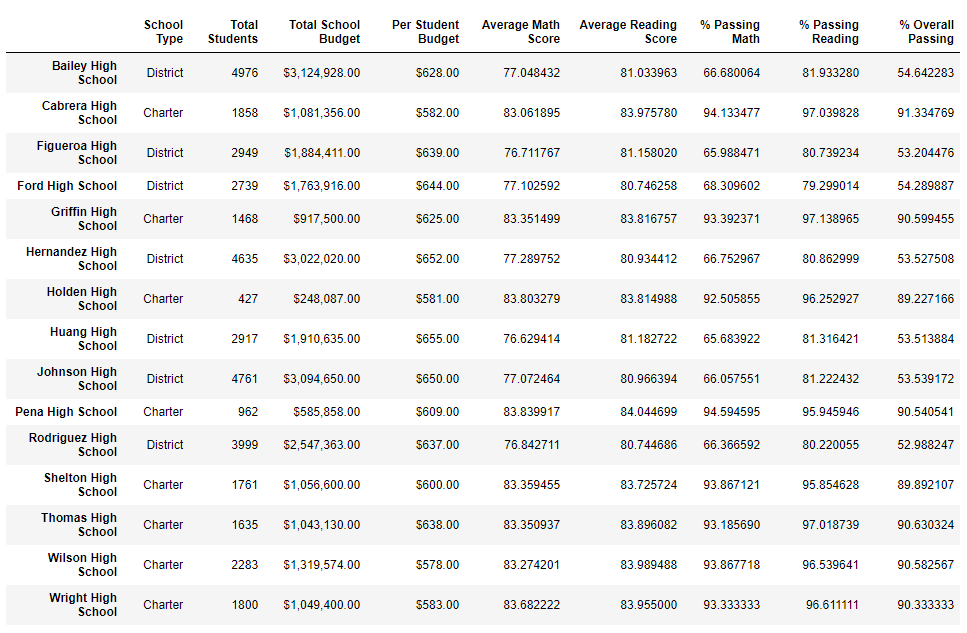 School Type Total Students Total School Budget Per Student Budget Average Math Score Average Reading Score % Passing Math % Passing Reading % Overall Passing
Bailey High School District 4976 $3,124,928.00 $628.00 77.048432 81.033963 66.680064 81.933280 54.642283
Cabrera High School Charter 1858 $1,081,356.00 $582.00 83.061895 83.975780 94.133477 97.039828 91.334769
Figueroa High School District 2949 $1,884,411.00 $639.00 76.711767 81.158020 65.988471 80.739234 53.204476
Ford High School District 2739 $1,763,916.00 $644.00 77.102592 80.746258 68.309602 79.299014 54.289887
Griffin High School Charter 1468 $917,500.00 $625.00 83.351499 83.816757 93.392371 97.138965 90.599455
Hernandez High School District 4635 $3,022,020.00 $652.00 77.289752 80.934412 66.752967 80.862999 53.527508
Holden High School Charter 427 $248,087.00 $581.00 83.803279 83.814988 92.505855 96.252927 89.227166
Huang High School District 2917 $1,910,635.00 $655.00 76.629414 81.182722 65.683922 81.316421 53.513884
Johnson High School District 4761 $3,094,650.00 $650.00 77.072464 80.966394 66.057551 81.222432 53.539172
Pena High School Charter 962 $585,858.00 $609.00 83.839917 84.044699 94.594595 95.945946 90.540541
Rodriguez High School District 3999 $2,547,363.00 $637.00 76.842711 80.744686 66.366592 80.220055 52.988247
Shelton High School Charter 1761 $1,056,600.00 $600.00 83.359455 83.725724 93.867121 95.854628 89.892107
Thomas High School Charter 1635 $1,043,130.00 $638.00 83.350937 83.896082 93.185690 97.018739 90.630324
Wilson High School Charter 2283 $1,319,574.00 $578.00 83.274201 83.989488 93.867718 96.539641 90.582567
Wright High School Charter 1800 $1,049,400.00 $583.00 83.682222 83.955000 93.333333 96.611111 90.333333